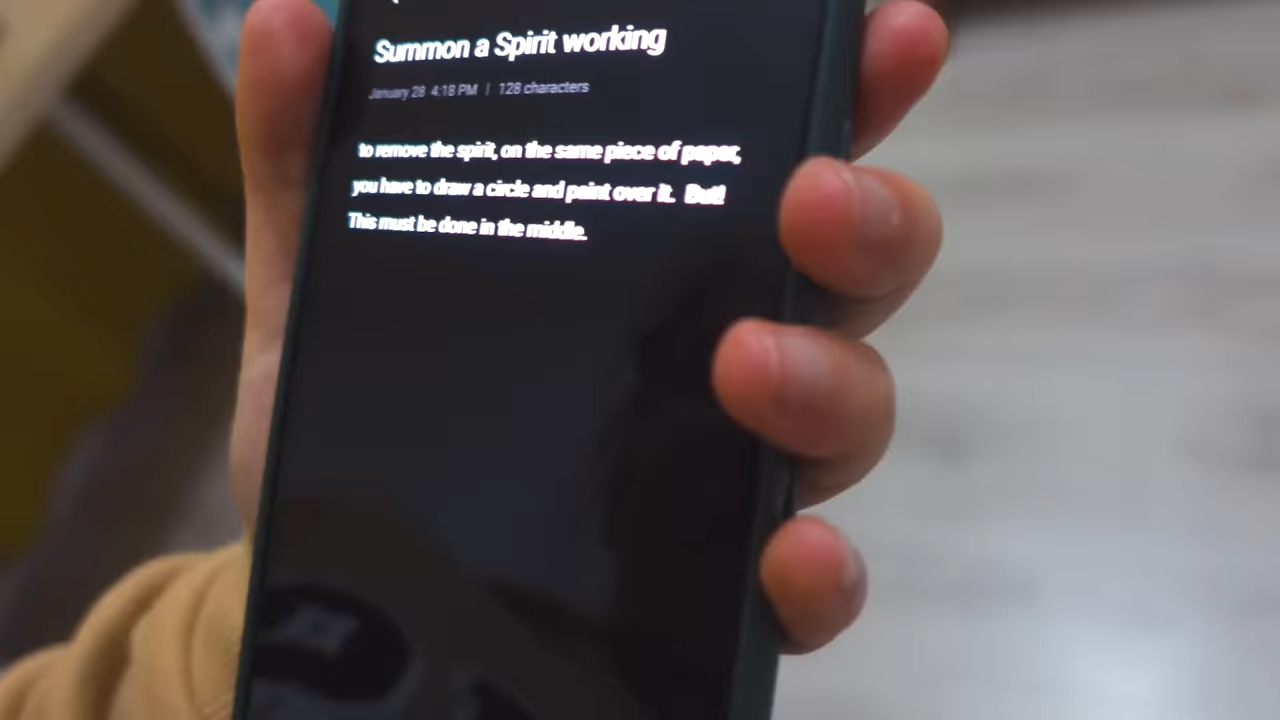 Summon a Spirit working
January 28 4:18 PM | 128 characters
to remove the spirit, on the same piece of paper,
you have to draw a circle and paint over it. But!
This must be done in the middle.